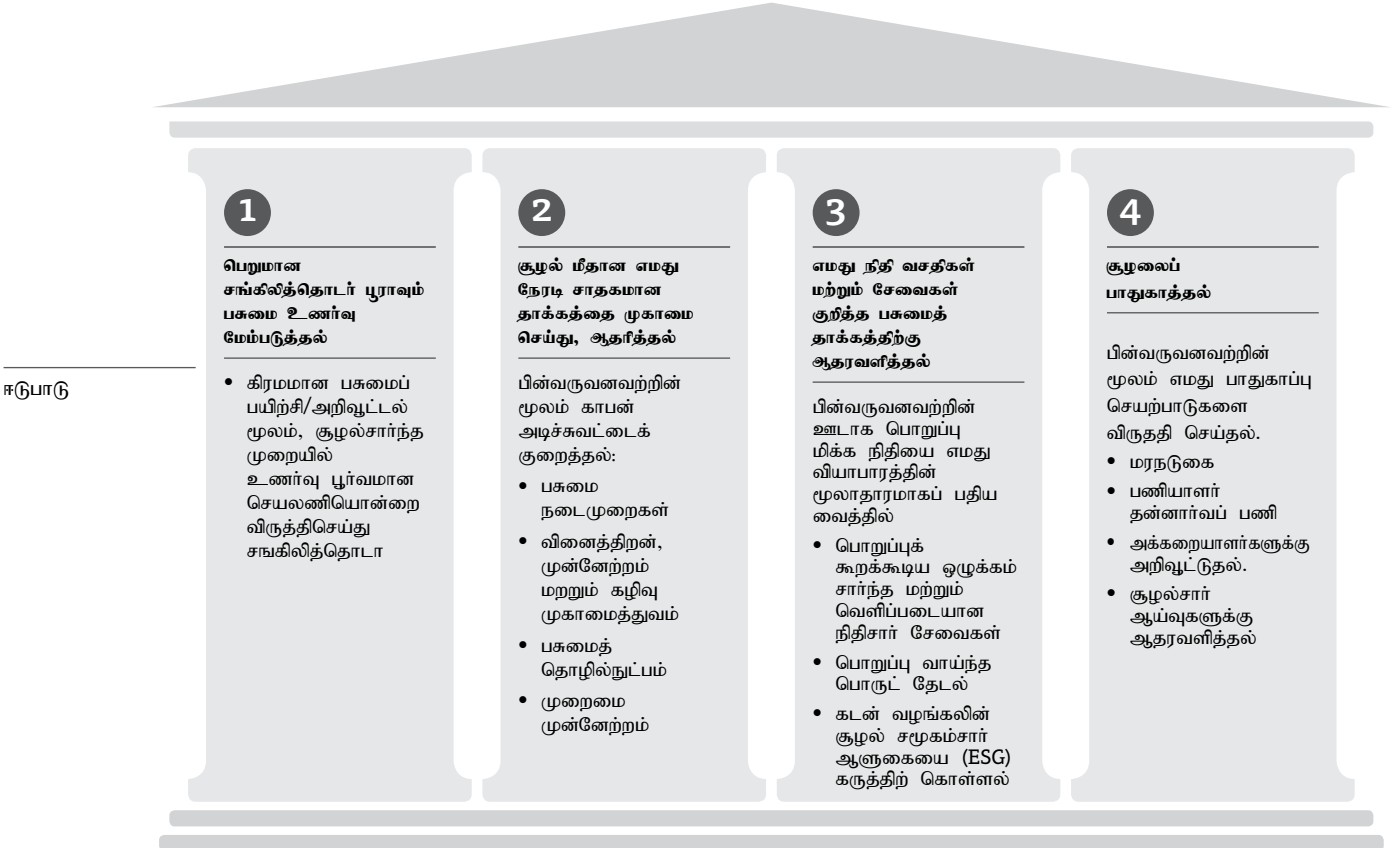 ஈடுபாடு
1
பெறுமான
சங்கிலித்தொடர் பூராவும்
பசுமை உணர்வு
மேம்படுத்தல்
• கிரமமான பசுமைப்
பயிற்சி/அறிவூட்டல்
மூலம், சூழல்சார்ந்த
முறையில்
உணர்வு பூர்வமான
செயலணியொன்றை
விருத்திசெய்து
சஙகிலித்தொடா
2
சூழல் மீதான எமது
நேரடி சாதகமான
தாக்கத்தை முகாமை
செய்து, ஆதரித்தல்
பின்வருவனவற்றின்
மூலம் காபன்
அடிச்சுவட்டைக்
குறைத்தல்:
• பசுமை
நடைமுறைகள்
• வினைத்திறன்,
முன்னேற்றம்
மறறும் கழிவு
முகாமைத்துவம்
• பசுமைத்
தொழில்நுட்பம்
• முறைமை
முன்னேற்றம்
3
எமது நிதி வசதிகள்
மற்றும் சேவைகள்
குறித்த பசுமைத்
தாக்கத்திற்கு
ஆதரவளித்தல்
பின்வருவனவற்றின்
ஊடாக பொறுப்பு
மிக்க நிதியை எமது
வியாபாரத்தின்
மூலாதாரமாகப் பதிய
வைத்தில்
• பொறுப்புக்
கூறக்கூடிய ஒழுக்கம்
சார்ந்த மற்றும்
வெளிப்படையான
நிதிசார் சேவைகள்
• பொறுப்பு வாய்ந்த
பொருட் தேடல்
• கடன் வழங்கலின்
சூழல் சமூகம்சார்
ஆளுகையை (ESG)
கருத்திற் கொள்ளல்
4
சூழலைப்
பாதுகாத்தல்
பின்வருவனவற்றின்
மூலம் எமது பாதுகாப்பு
செயற்பாடுகளை
விருததி செய்தல்.
• மரநடுகை
• பணியாளர்
தன்னார்வப் பணி
• அக்கறையாளர்களுக்கு
அறிவூட்டுதல்.
• சூழல்சார்
ஆய்வுகளுக்கு
ஆதரவளித்தல்